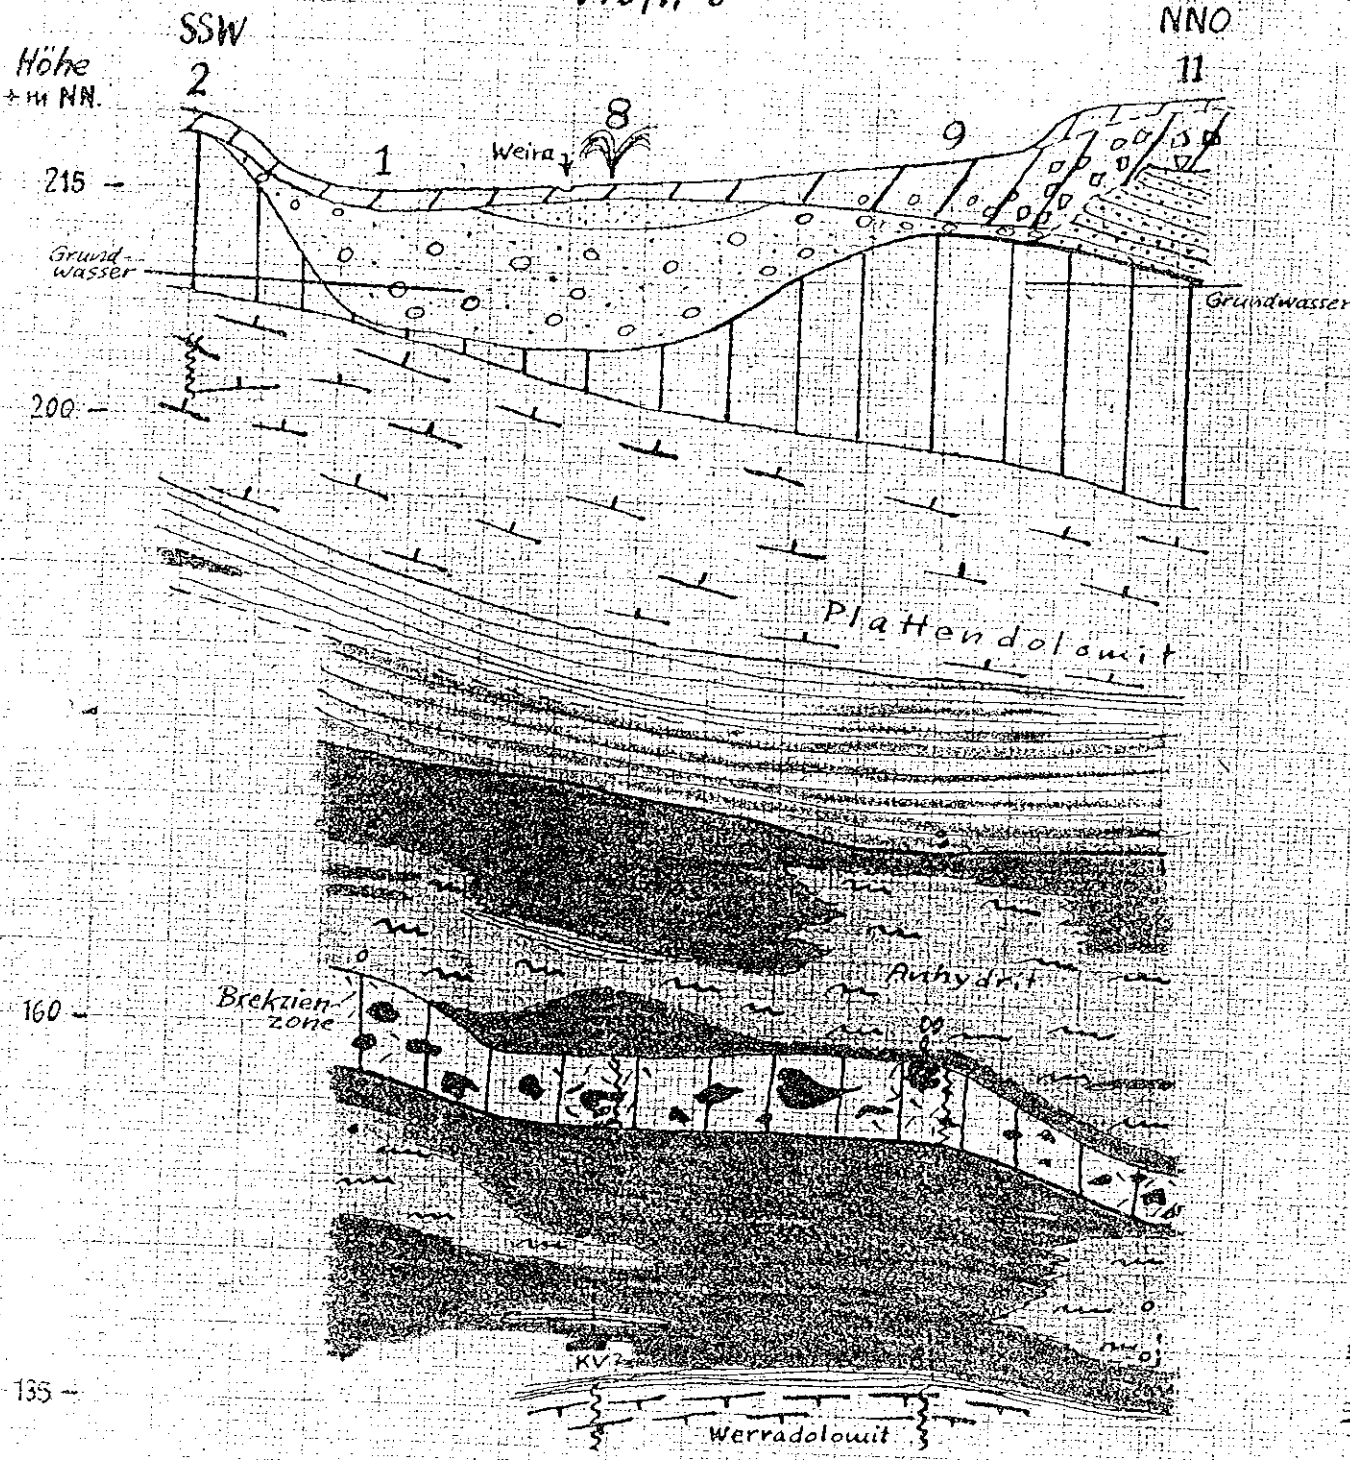 SSW
NNO
Höhe
+ m NN.
2
8
11
9
1
Weira
215
Grund-
wasser
Grundwasser
200
Plattendolomit
Anhydrit
Brekzien-
zone
160
KV?
135
Werradolomit